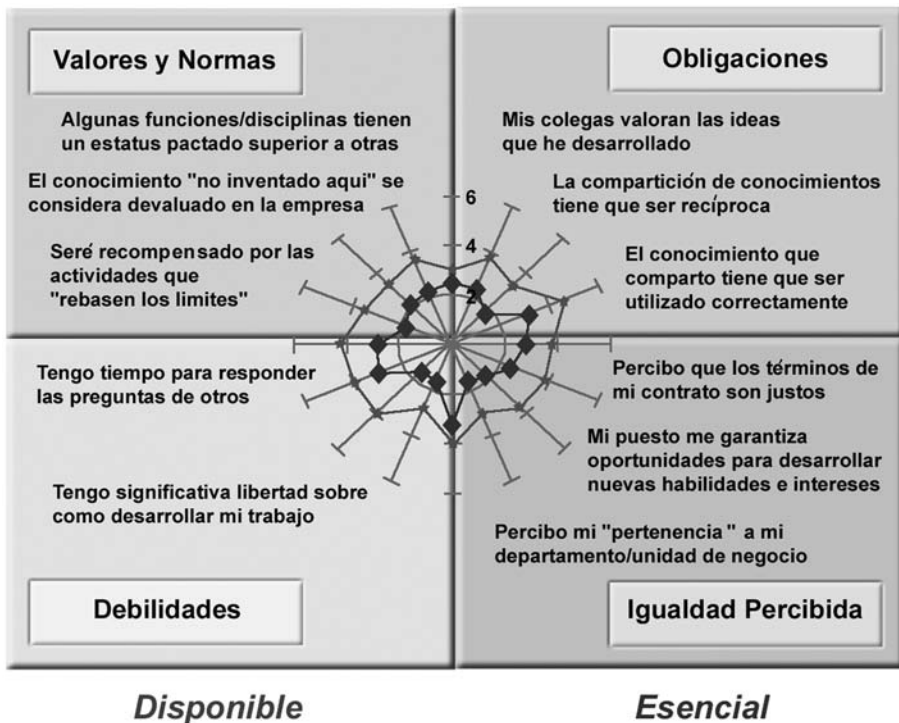 Valores y Normas
Algunas funciones/disciplinas tienen
un estatus pactado superior a otras
El conocimiento "no inventado aqui" se
considera devaluado en la empresa
Seré recompensado por las
actividades que
"rebasen los limites"
Obligaciones
Mis colegas valoran las ideas
que he desarrollado
La compartición de conocimientos
tiene que ser recíproca
El conocimiento que
comparto tiene que ser
utilizado correctamente
6
4
2
Tengo tiempo para responder
las preguntas de otros
Tengo significativa libertad sobre
como desarrollar mi trabajo
Debilidades
Percibo que los términos de
mi contrato son justos
Mi puesto me garantiza
oportunidades para desarrollar
nuevas habilidades e intereses
Percibo mi "pertenencia" a mi
departamento/unidad de negocio
Igualdad Percibida
Disponible
Esencial